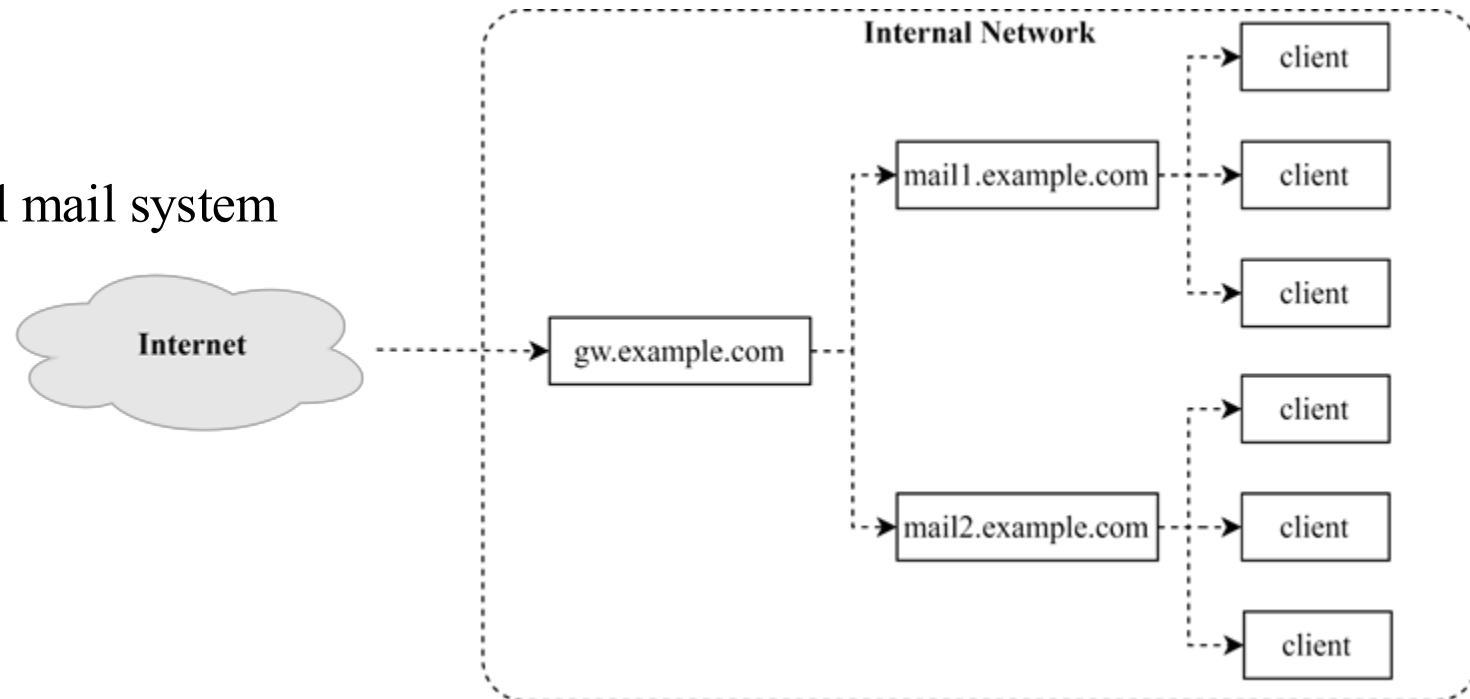 Internal Network
client
mail1.example.com
client
l mail system
client
Internet
gw.example.com
client
mail2.example.com
client
client